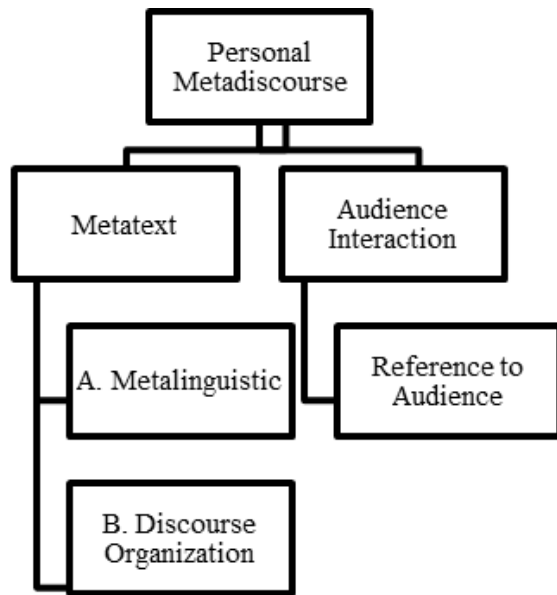 Personal
Metadiscourse
Metatext
Audience
Interaction
A. Metalinguistic
Reference to
Audience
B. Discourse
Organization